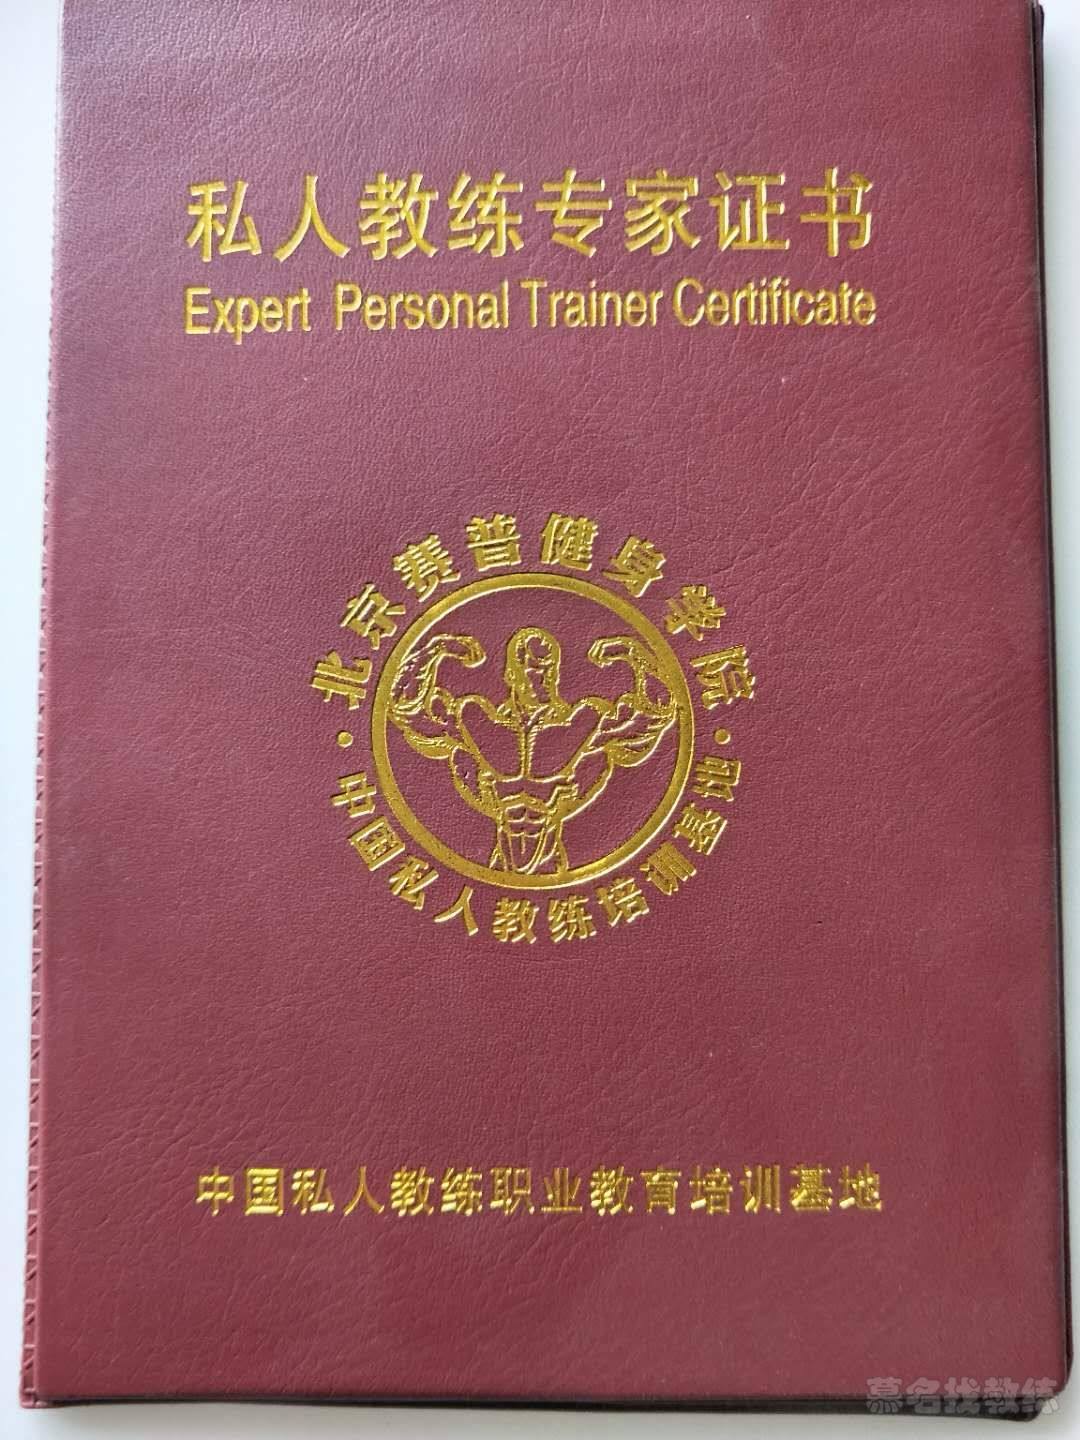 私人教练专家证书
Expert Personal Trainer Certificate
北京赛普健身学院
·中国私人教练培训基地·
中国私人教练职业教育培训基地
慕名找教练